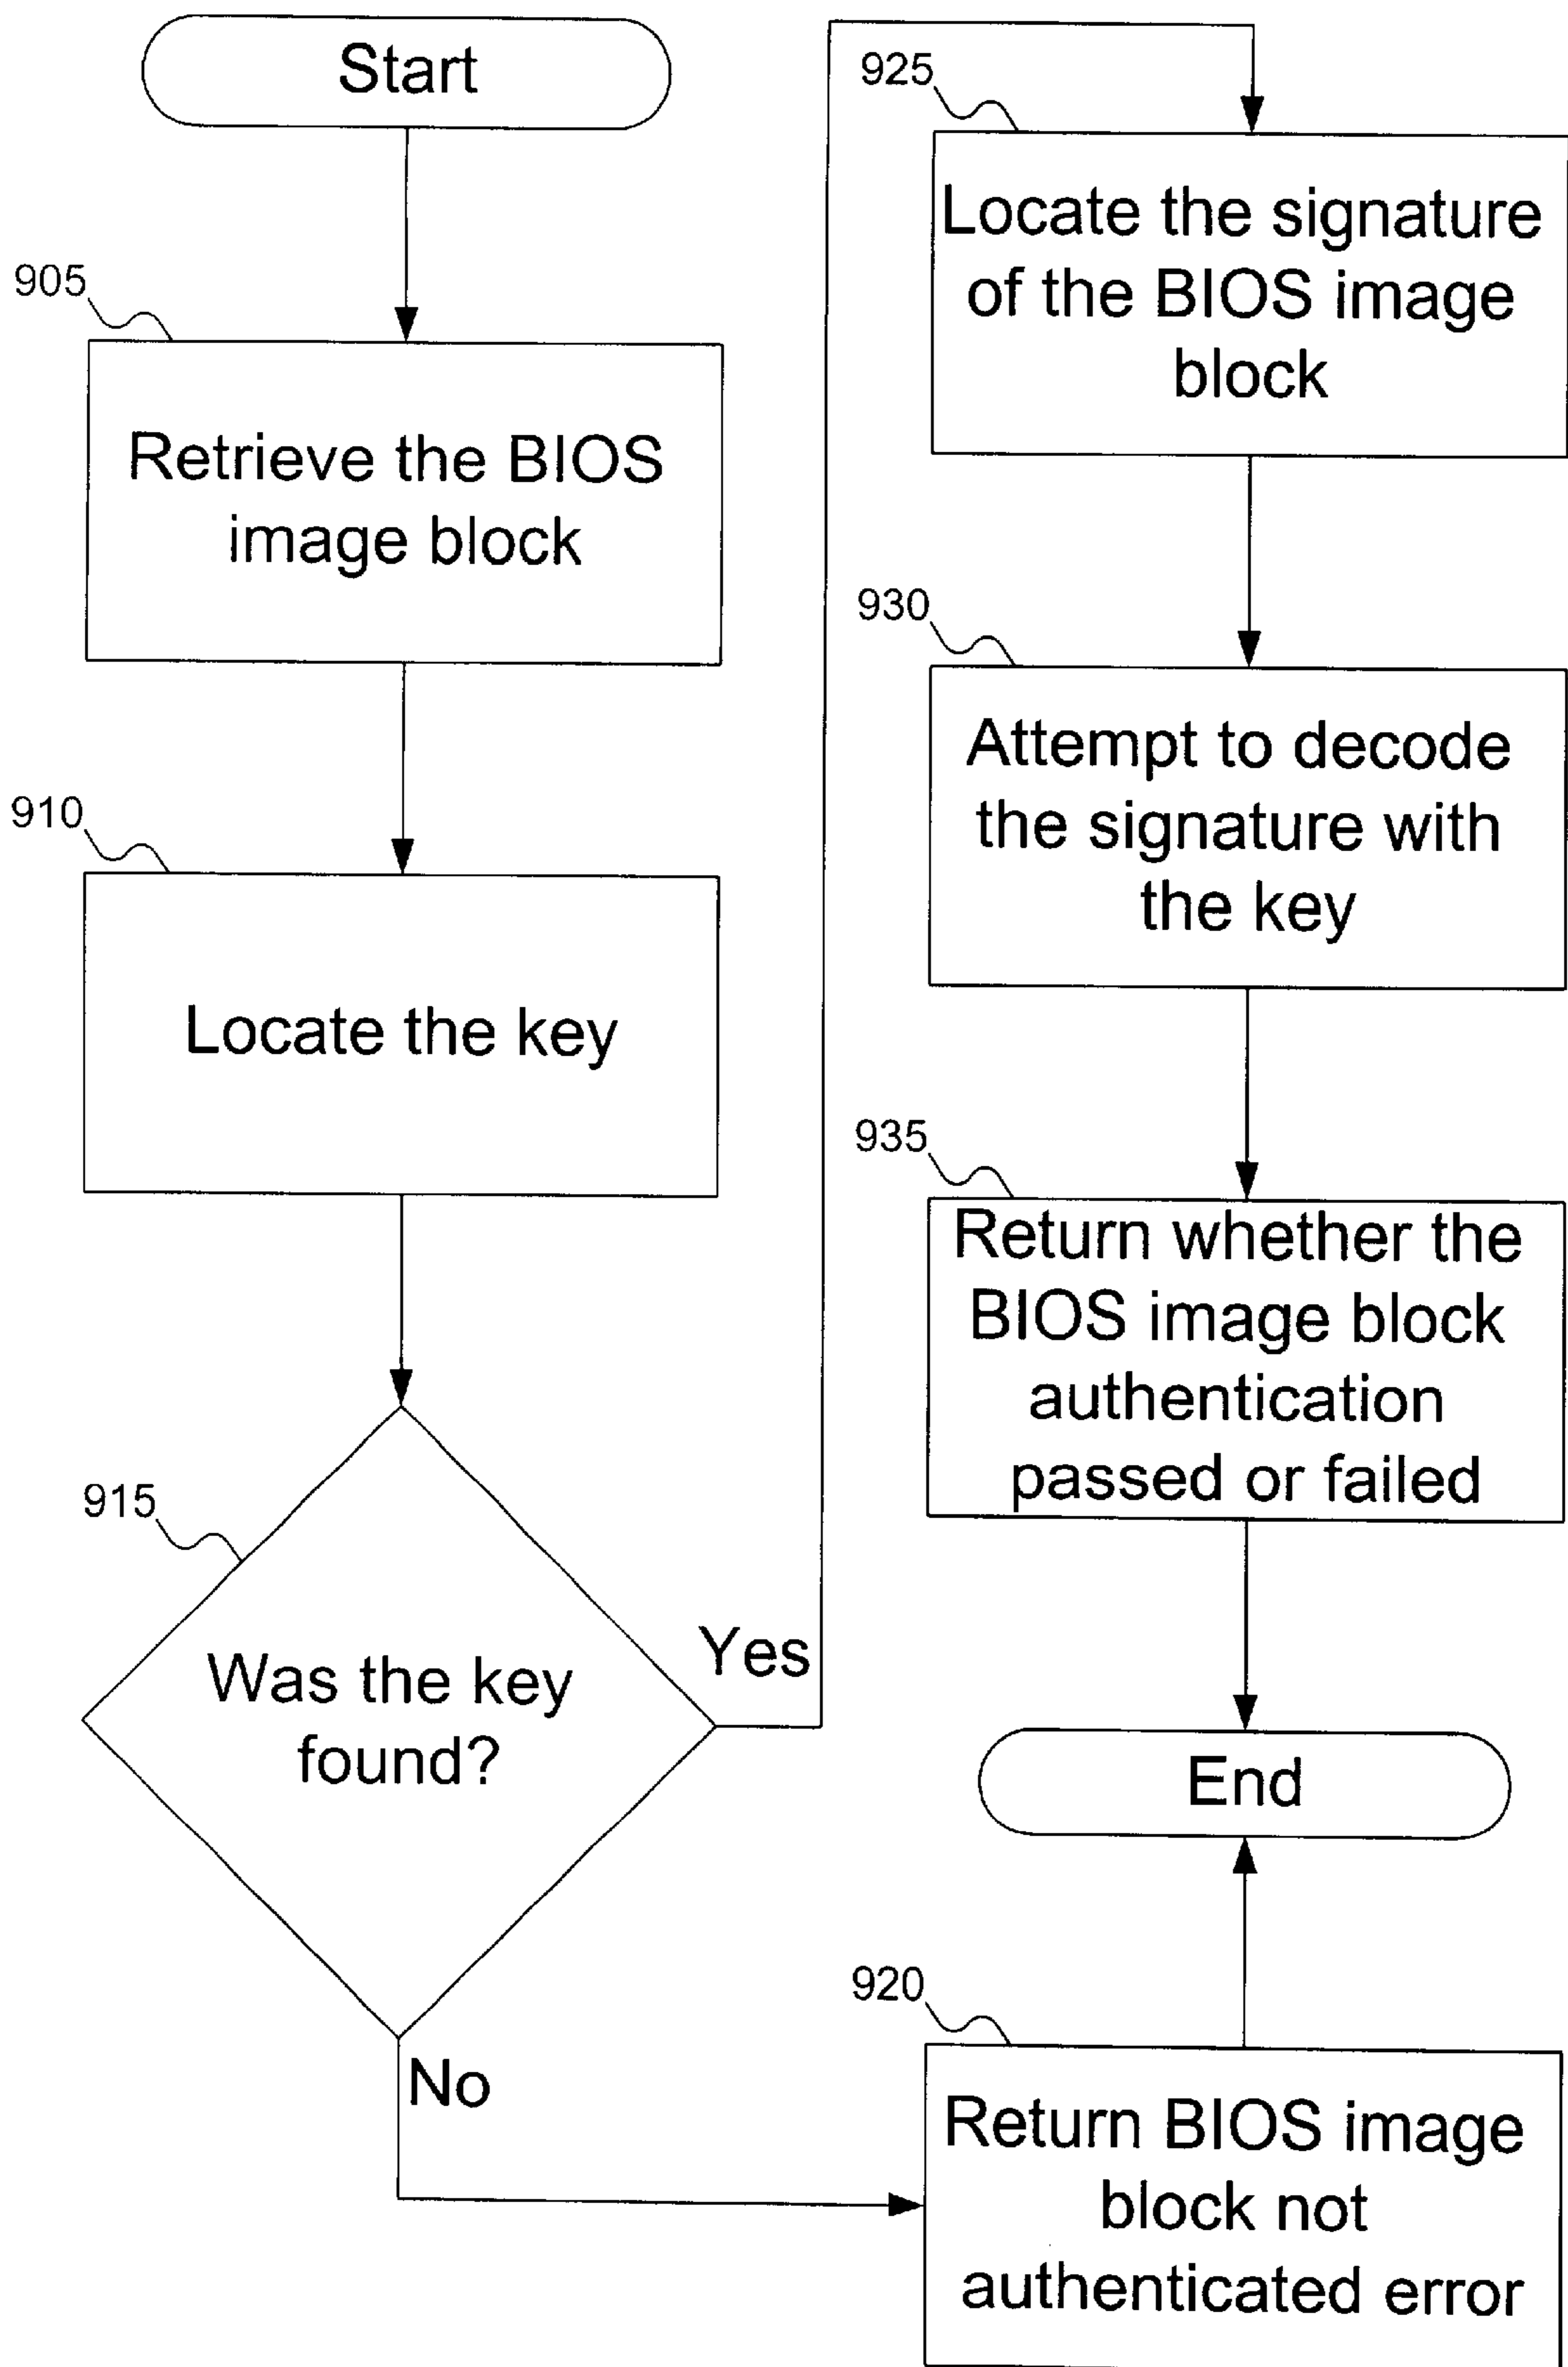 Start
905
Retrieve the BIOS
image block
910
Locate the key
915
Was the key
found?
Yes
No
925
Locate the signature
of the BIOS image
block
930
Attempt to decode
the signature with
the key
935
Return whether the
BIOS image block
authentication
passed or failed
End
920
Return BIOS image
block not
authenticated error